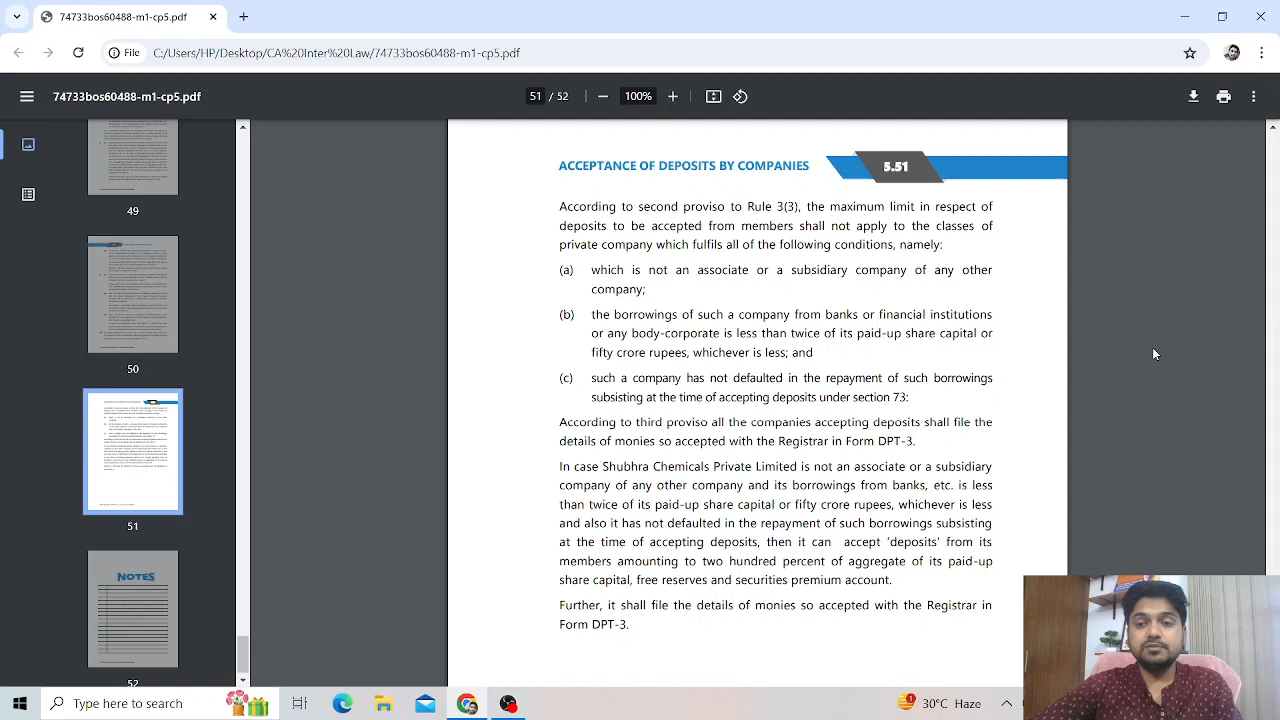 74733bos60488-m1-cp5.pdf
File
C:/Users/HP/Desktop/CA%20Inter%20Law/74733bos60488-m1-cp5.pdf
74733bos60488-m1-cp5.pdf
51 / 52
100%
49
50
51
NOTES
52
ACCEPTANCE OF DEPOSITS BY COMPANIES
5.51
According to second proviso to Rule 3(3), the maximum limit in respect of
deposits to be accepted from members shall not apply to the classes of
private company which fulfills all of the following conditions, namely:
(a) which is not an associate or a subsidiary company of any other
company;
(b) the borrowings of such a company from banks or financial institutions
or any body-corporate is less than twice of its paid-up share capital or
fifty crore rupees, whichever is less; and
(c) such a company has not defaulted in the repayment of such borrowings
subsisting at the time of accepting deposits under section 73:
According to third proviso all the companies accepting deposits shall file the
details of monies so accepted with the Registrar in Form DPT-3.
In case Shubhra Chemicals Private Limited is not an associate or a subsidiary
company of any other company and its borrowings from banks, etc. is less
than twice of its paid-up share capital or fifty crore rupees, whichever is less
and also it has not defaulted in the repayment of such borrowings subsisting
at the time of accepting deposits, then it can accept ‘deposits’ from its
members amounting to two hundred percent of aggregate of its paid-up
share capital, free reserves and securities premium account.
Further, it shall file the details of monies so accepted with the Registrar in
Form DPT-3.
Type here to search
30°C Haze